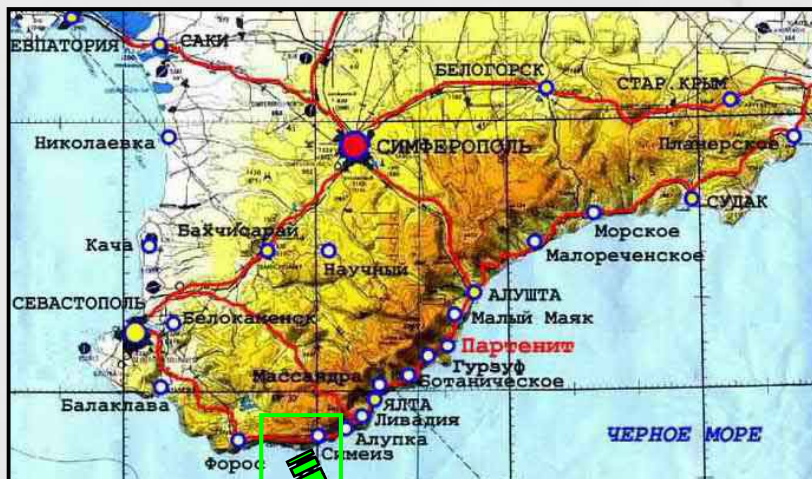 ЕВПАТОРИЯ
САКИ
БЕЛОГОРСК
СТАР.КРЫМ
Николаевка
СИМФЕРОПОЛЬ
Планерское
СУДАК
Морское
Кача
Бахчисарай
Научный
Малореченское
СЕВАСТОПОЛЬ
АЛУШТА
Белокаменск
Малый Маяк
Партенит
Гурзуф
Массандра
Ботаническое
Балаклава
ЯЛТА
Ливадия
Алупка
ЧЕРНОЕ МОРЕ
Форос
Симеиз